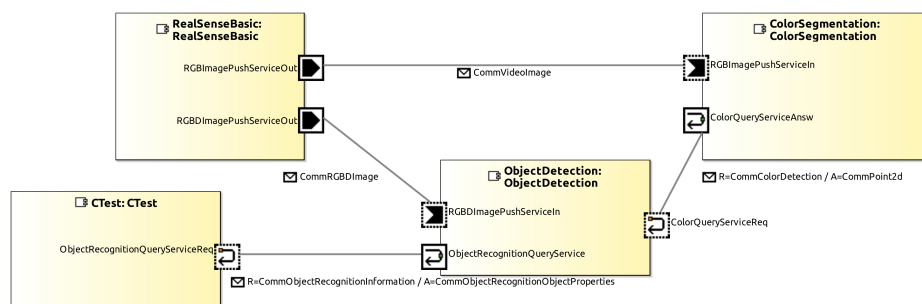 RealSenseBasic:
RealSenseBasic
RGBImagePushServiceOut
RGBDImagePushServiceOut
CommVideoImage
ColorSegmentation:
ColorSegmentation
RGBImagePushServiceIn
ColorQueryServiceAnsw
CommRGBDImage
ObjectDetection:
ObjectDetection
R=CommColorDetection / A=CommPoint2d
CTest: CTest
RGBDImagePushServiceIn
ColorQueryServiceReq
ObjectRecognitionQueryServiceReq
ObjectRecognitionQueryService
R=CommObjectRecognitionInformation / A=CommObjectRecognitionObjectProperties